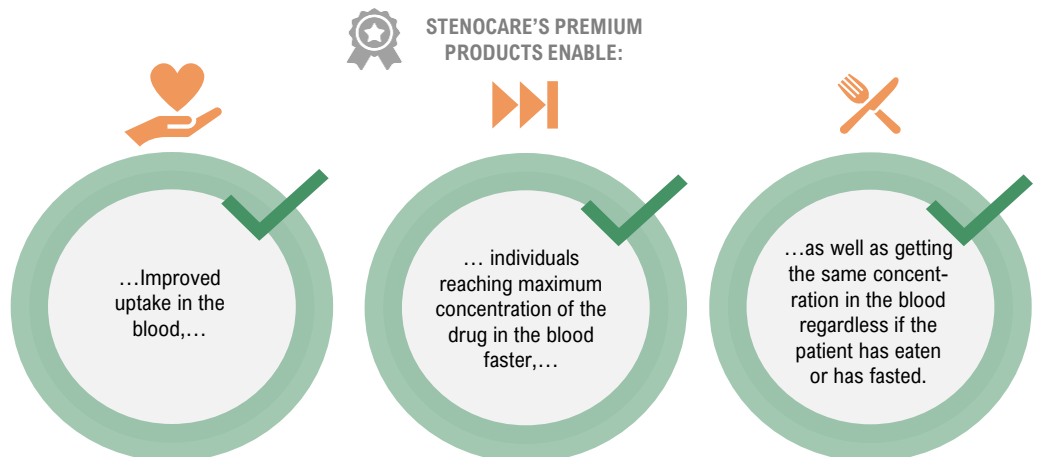 STENOCARE'S PREMIUM
PRODUCTS ENABLE:
…Improved
uptake in the
blood,…
… individuals
reaching maximum
concentration of the
drug in the blood
faster,…
…as well as getting
the same concent-
ration in the blood
regardless if the
patient has eaten
or has fasted.